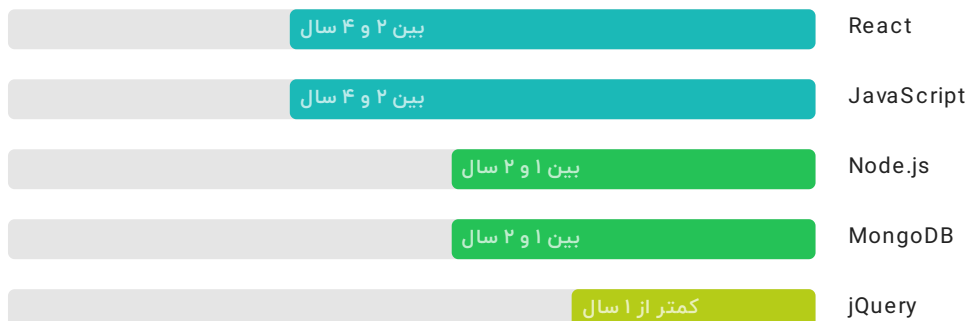 React
بین ۲ و ۴ سال
JavaScript
بین ۲ و ۴ سال
Node.js
بین ۱ و ۲ سال
MongoDB
بین ۱ و ۲ سال
jQuery
کمتر از ۱ سال